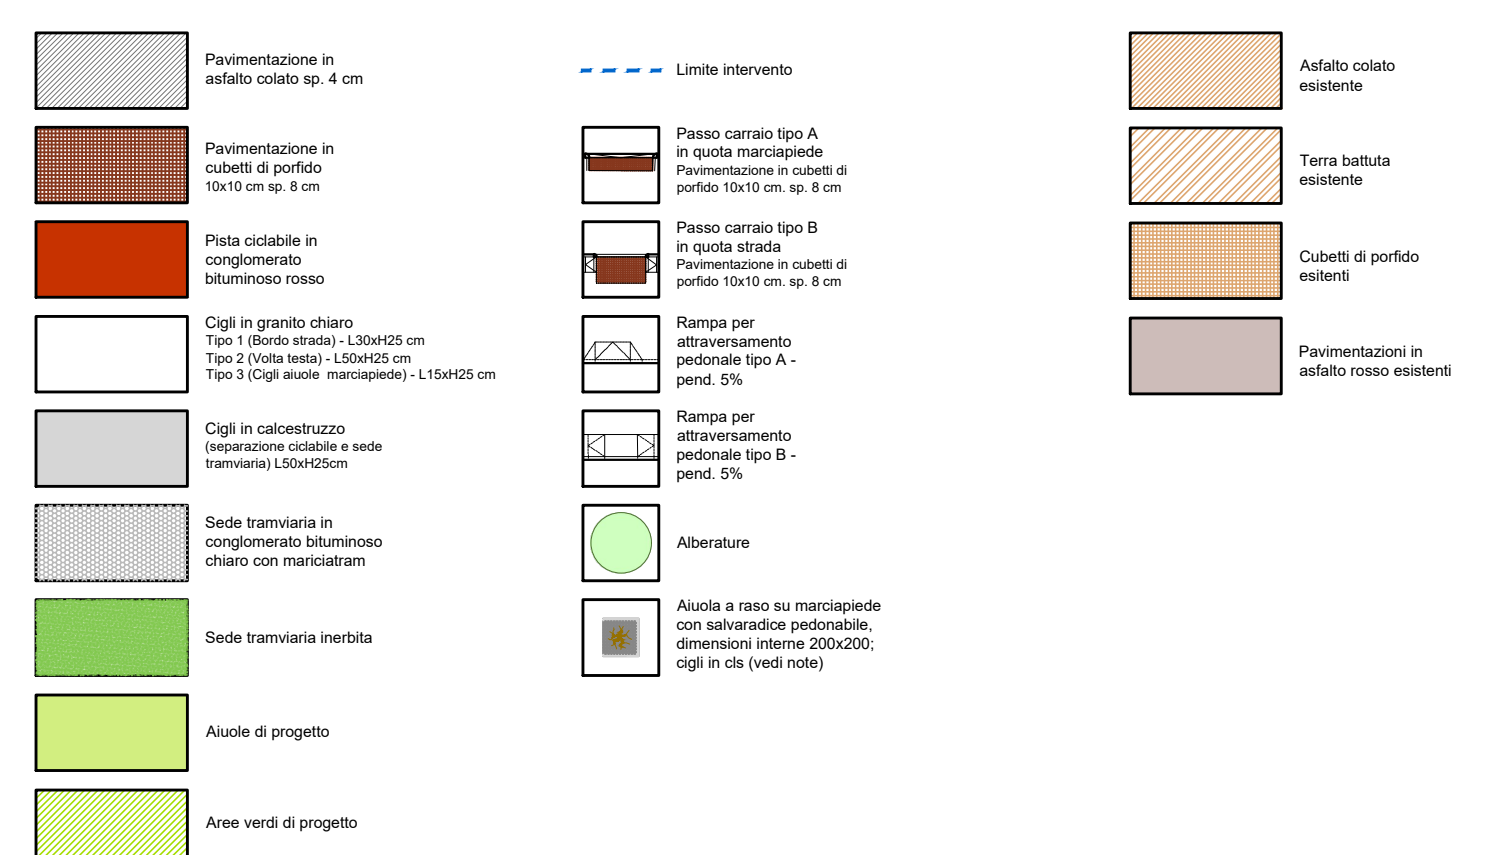 Pavimentazione in
asfalto colato sp. 4 cm
Pavimentazione in
cubetti di porfido
10x10 cm sp. 8 cm
Pista ciclabile in
conglomerato
bituminoso rosso
Cigli in granito chiaro
Tipo 1 (Bordo strada) - L30xH25 cm
Tipo 2 (Volta testa) - L50xH25 cm
Tipo 3 (Cigli aiuole marciapiede) - L15xH25 cm
Cigli in calcestruzzo
(separazione ciclabile e sede
tramviaria) L50xH25cm
Sede tramviaria in
conglomerato bituminoso
chiaro con mariciatram
Sede tramviaria inerbita
Aiuole di progetto
Aree verdi di progetto
Limite intervento
Passo carraio tipo A
in quota marciapiede
Pavimentazione in cubetti di
porfido 10x10 cm. sp. 8 cm
Passo carraio tipo B
in quota strada
Pavimentazione in cubetti di
porfido 10x10 cm. sp. 8 cm
Rampa per
attraversamento
pedonale tipo A -
pend. 5%
Rampa per
attraversamento
pedonale tipo B -
pend. 5%
Alberature
Aiuola a raso su marciapiede
con salvaradice pedonabile,
dimensioni interne 200x200;
cigli in cls (vedi note)
Asfalto colato
esistente
Terra battuta
esistente
Cubetti di porfido
esitenti
Pavimentazioni in
asfalto rosso esistenti